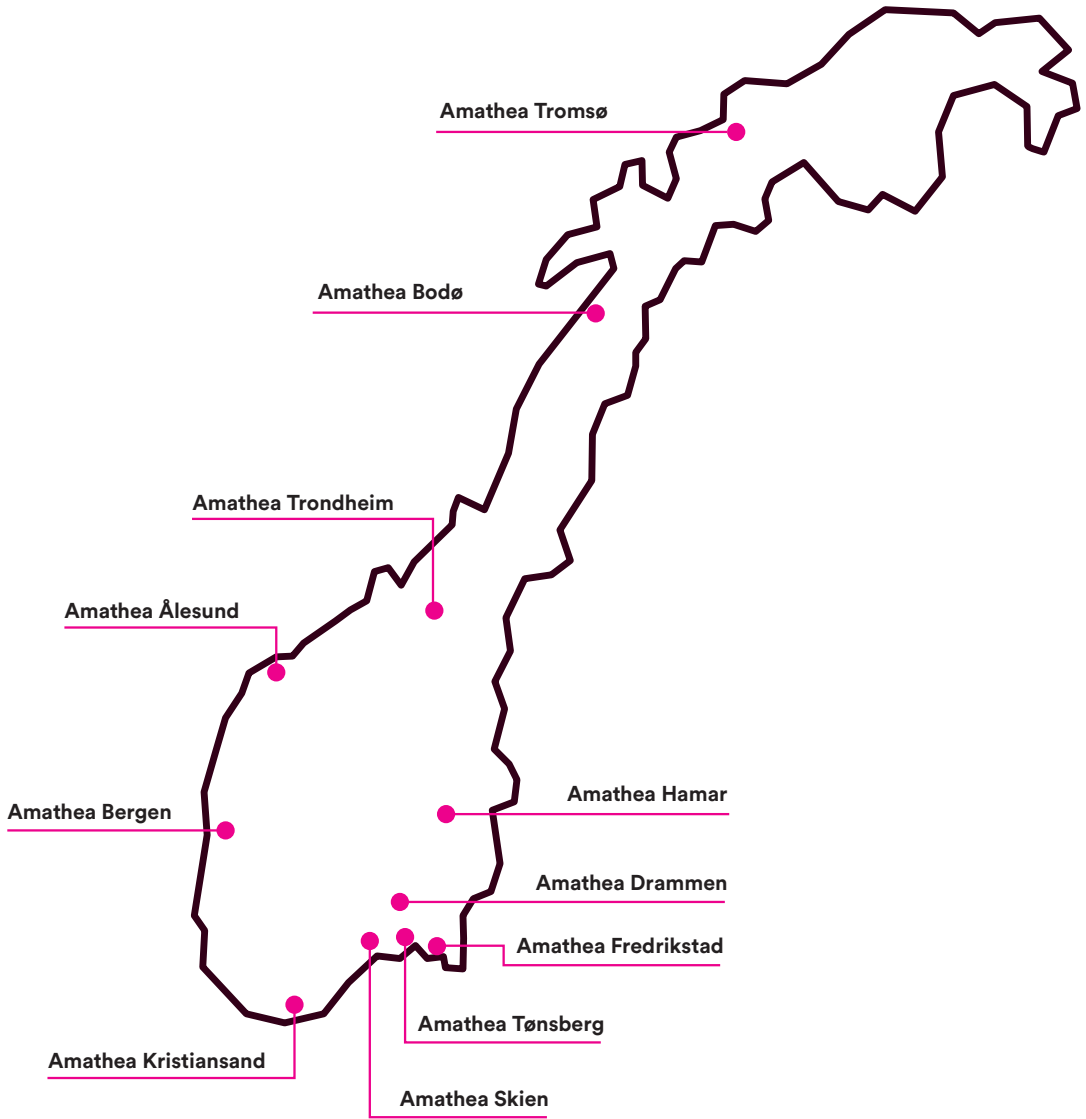 Amathea Tromsø
Amathea Bodø
Amathea Trondheim
Amathea Ålesund
Amathea Bergen
Amathea Hamar
Amathea Drammen
Amathea Fredrikstad
Amathea Tønsberg
Amathea Kristiansand
Amathea Skien